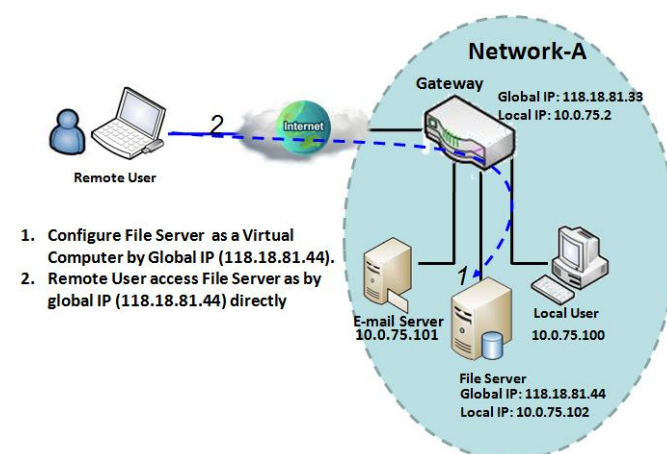 Network-A
Gateway
Global IP: 118.18.81.33
Local IP: 10.0.75.2
2
Internet
Remote User
1. Configure File Server as a Virtual
Computer by Global IP (118.18.81.44).
2. Remote User access File Server as by
global IP (118.18.81.44) directly
1
E-mail Server
10.0.75.101
Local User
10.0.75.100
File Server
Global IP: 118.18.81.44
Local IP: 10.0.75.102